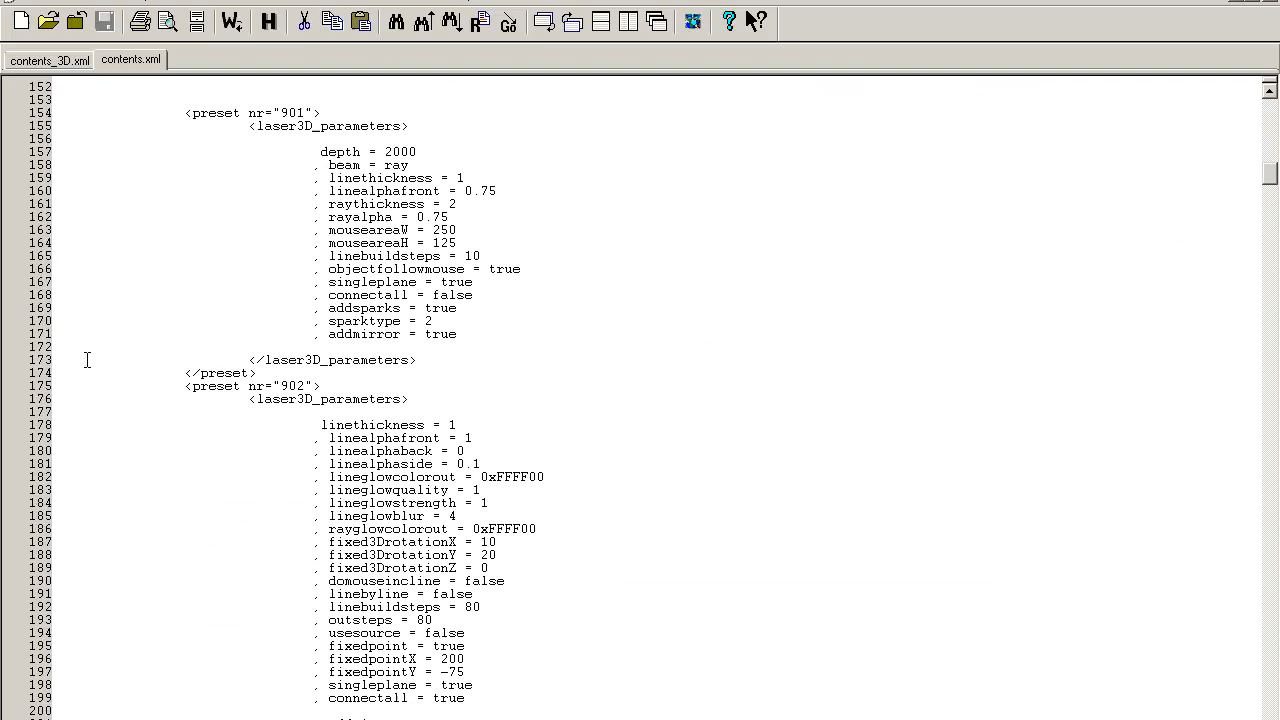 contents_3D.xml contents.xml
152
153
154 <preset nr="901">
155 <laser3D_parameters>
156
157 depth = 2000
158 , beam = ray
159 , linethickness = 1
160 , linealphafront = 0.75
161 , raythickness = 2
162 , rayalpha = 0.75
163 , mouseareaW = 250
164 , mouseareaH = 125
165 , linebuildsteps = 10
166 , objectfollowmouse = true
167 , singleplane = true
168 , connectall = false
169 , addsparks = true
170 , sparktype = 2
171 , addmirror = true
172
173 </laser3D_parameters>
174 </preset>
175 <preset nr="902">
176 <laser3D_parameters>
177
178 linethickness = 1
179 , linealphafront = 1
180 , linealphaback = 0
181 , linealphaside = 0.1
182 , lineglowcolorout = 0xFFFF00
183 , lineglowquality = 1
184 , lineglowstrength = 1
185 , lineglowblur = 4
186 , rayglowcolorout = 0xFFFF00
187 , fixed3DrotationX = 10
188 , fixed3DrotationY = 20
189 , fixed3DrotationZ = 0
190 , domouseincline = false
191 , linebyline = false
192 , linebuildsteps = 80
193 , outsteps = 80
194 , usesource = false
195 , fixedpoint = true
196 , fixedpointX = 200
197 , fixedpointY = -75
198 , singleplane = true
199 , connectall = true
200